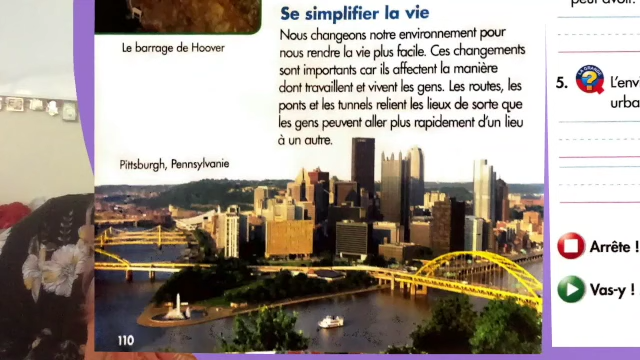 Le barrage de Hoover
Se simplifier la vie
Nous changeons notre environnement pour
nous rendre la vie plus facile. Ces changements
sont importants car ils affectent la manière
dont travaillent et vivent les gens. Les routes, les
ponts et les tunnels relient les lieux de sorte que
les gens peuvent aller plus rapidement d'un lieu
à un autre.
Pittsburgh, Pennsylvanie
110
5. L'envi
urba
Arrête !
Vas-y !